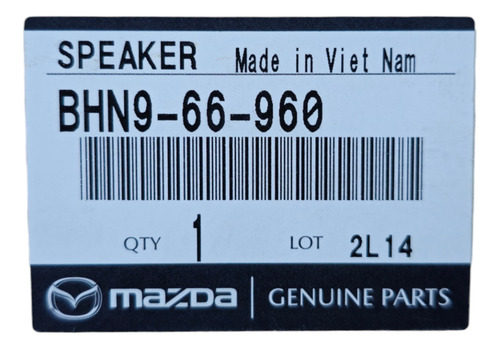 SPEAKER Made in Viet Nam
BHN9-66-960
QTY 1 LOT 2L14
mazda GENUINE PARTS